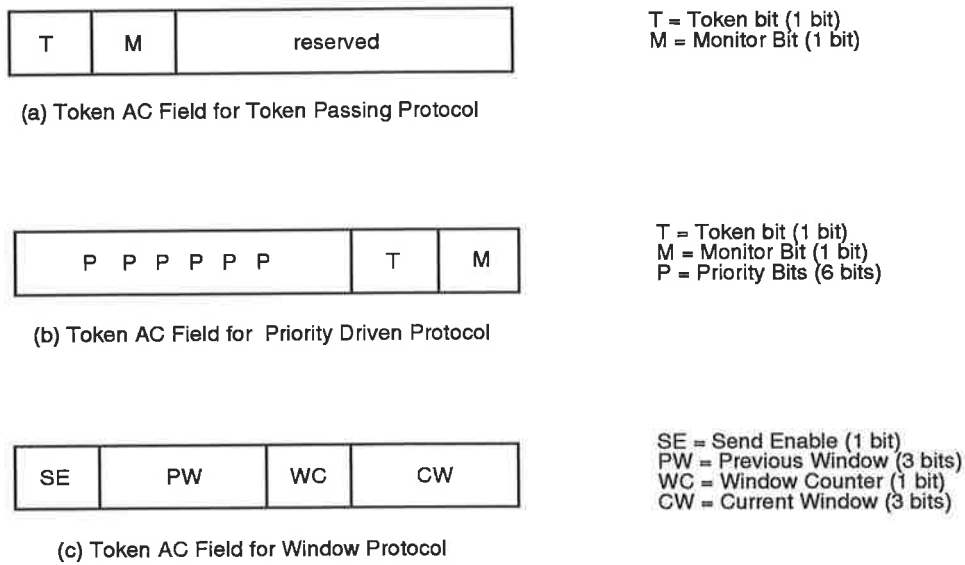 T M reserved
T = Token bit (1 bit)
M = Monitor Bit (1 bit)
(a) Token AC Field for Token Passing Protocol
P P P P P P T M
T = Token bit (1 bit)
M = Monitor Bit (1 bit)
P = Priority Bits (6 bits)
(b) Token AC Field for Priority Driven Protocol
SE PW WC CW
SE = Send Enable (1 bit)
PW = Previous Window (3 bits)
WC = Window Counter (1 bit)
CW = Current Window (3 bits)
(c) Token AC Field for Window Protocol